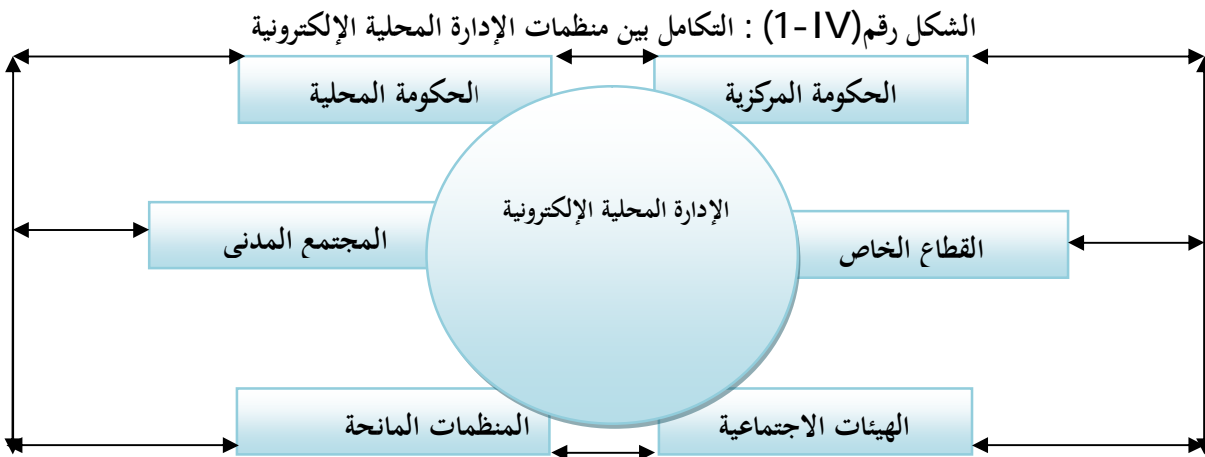 الشكل رقم(1-IV) : التكامل بين منظمات الإدارة المحلية الإلكترونية
الحكومة المركزية
الحكومة المحلية
الإدارة المحلية الإلكترونية
القطاع الخاص
المجتمع المدني
الهيئات الاجتماعية
المنظمات المانحة